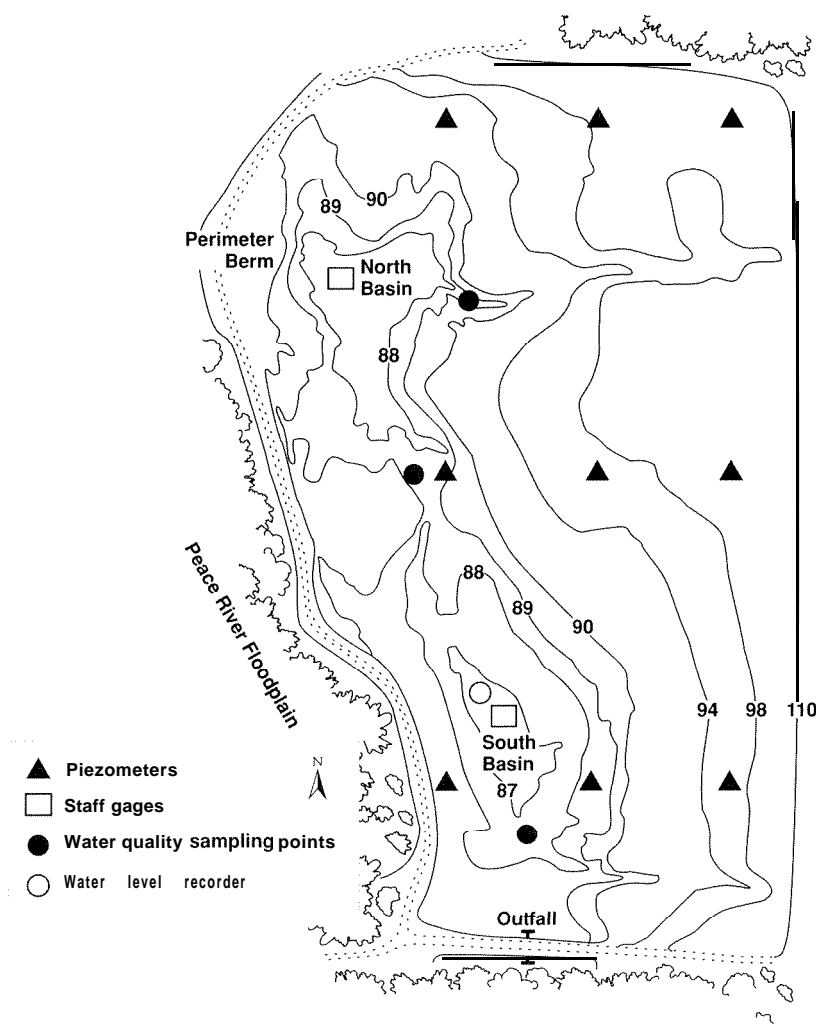 90
89
Perimeter
Berm
North
Basin
88
88
89
90
Peace River Floodplain
94
98
110
South
Basin
87
N
Piezometers
Staff gages
Water quality sampling points
Water level recorder
Outfall